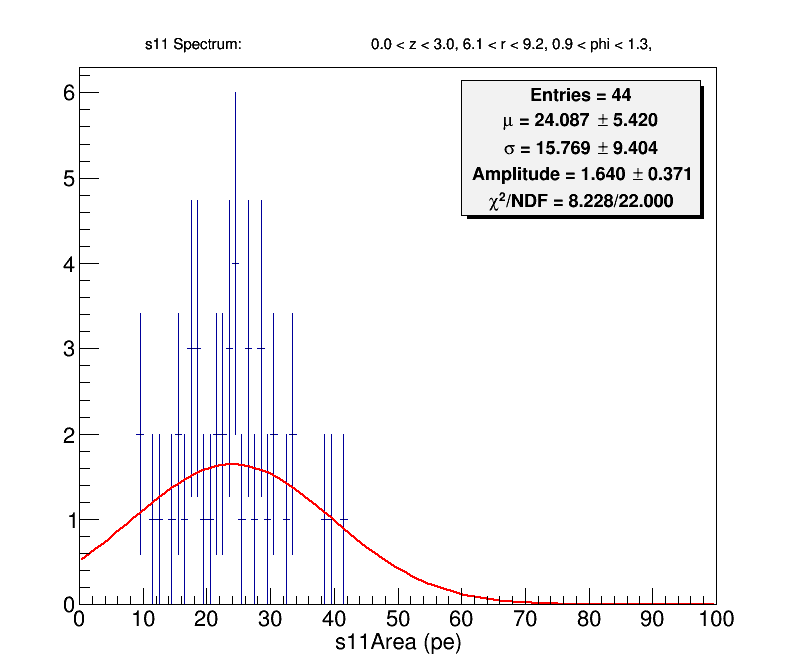 s11 Spectrum: 0.0 < z < 3.0, 6.1 < r < 9.2, 0.9 < phi < 1.3,
Entries = 44
μ = 24.087 ± 5.420
σ = 15.769 ± 9.404
Amplitude = 1.640 ± 0.371
χ²/NDF = 8.228/22.000
6
5
4
3
2
1
0
0 10 20 30 40 50 60 70 80 90 100
s11Area (pe)